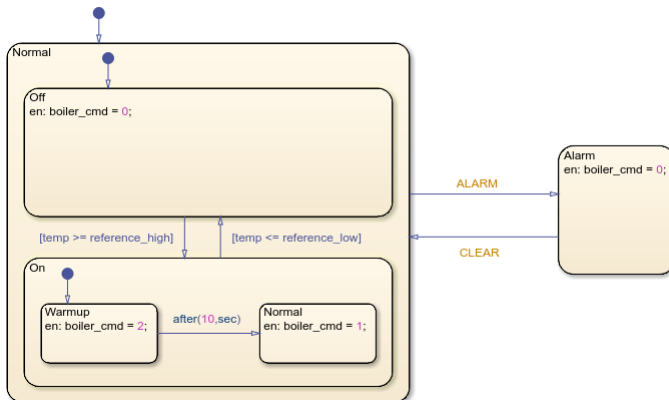 Normal
Off
en: boiler_cmd = 0;
Alarm
en: boiler_cmd = 0;
ALARM
[temp >= reference_high]
[temp <= reference_low]
CLEAR
On
Warmup
en: boiler_cmd = 2;
after(10,sec)
Normal
en: boiler_cmd = 1;